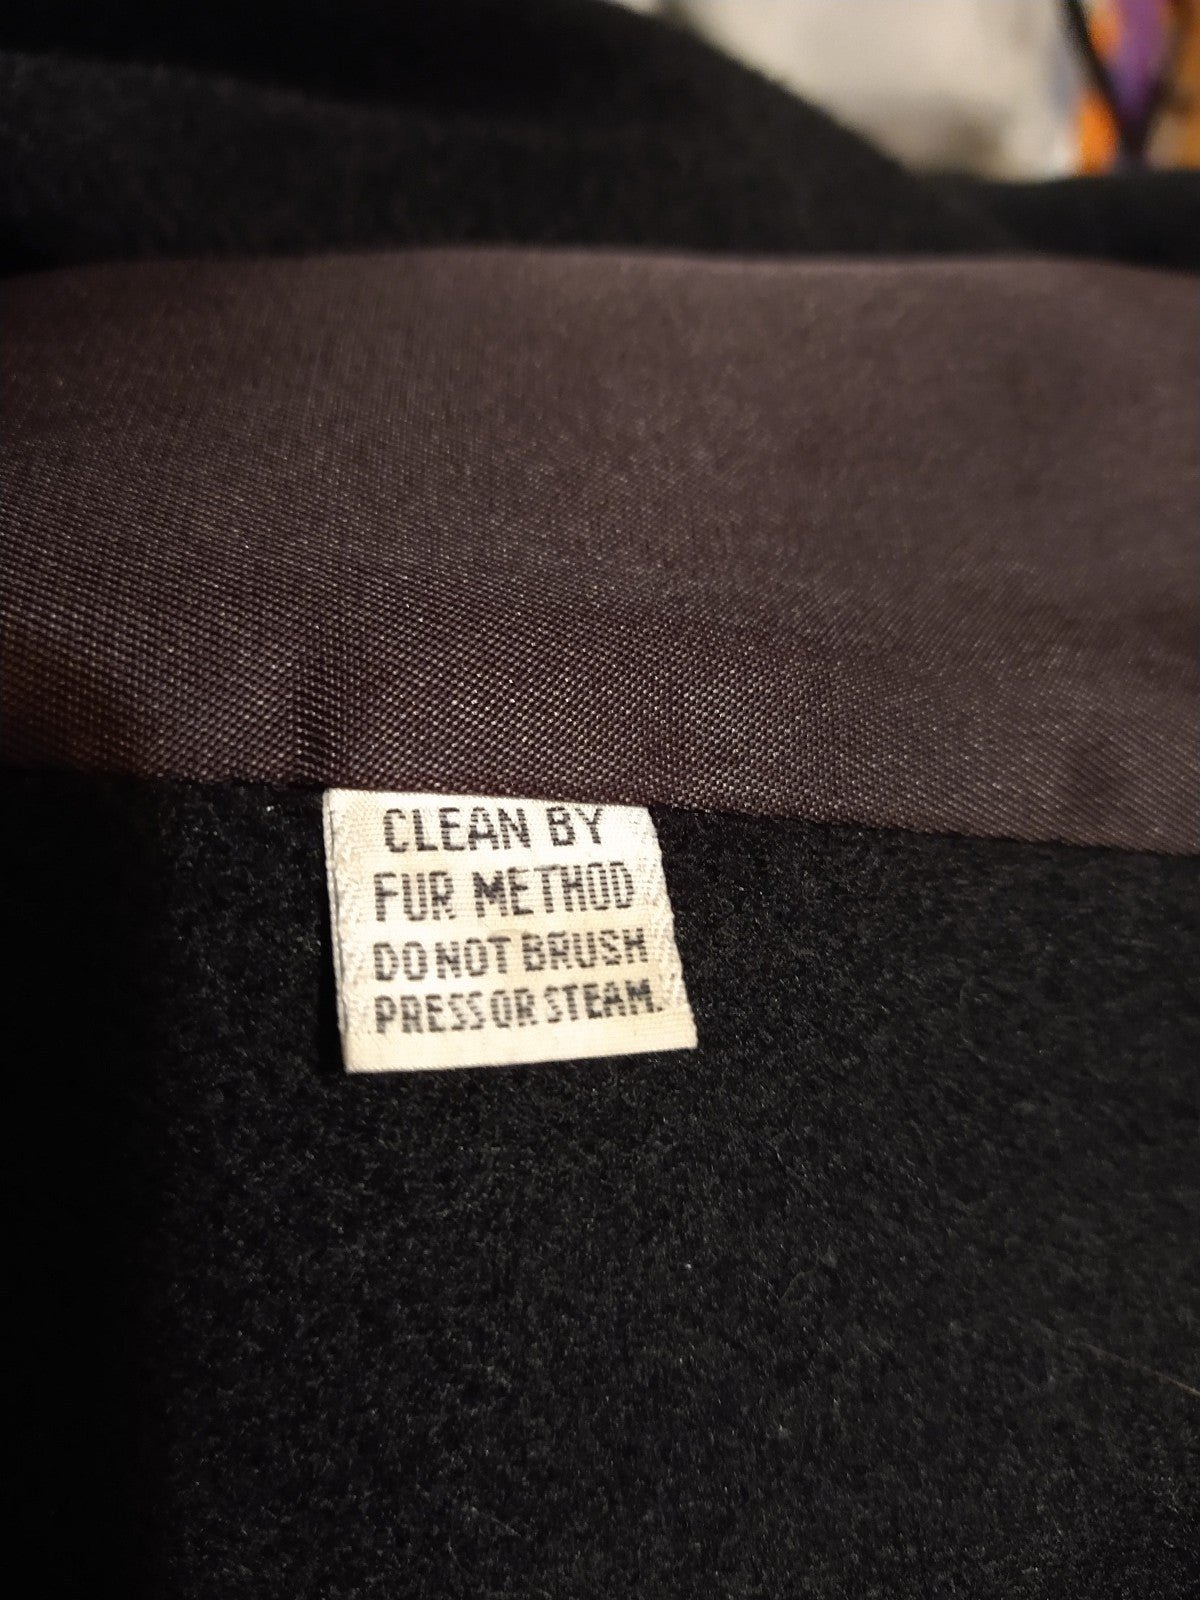 CLEAN BY
FUR METHOD
DO NOT BRUSH
PRESS OR STEAM.